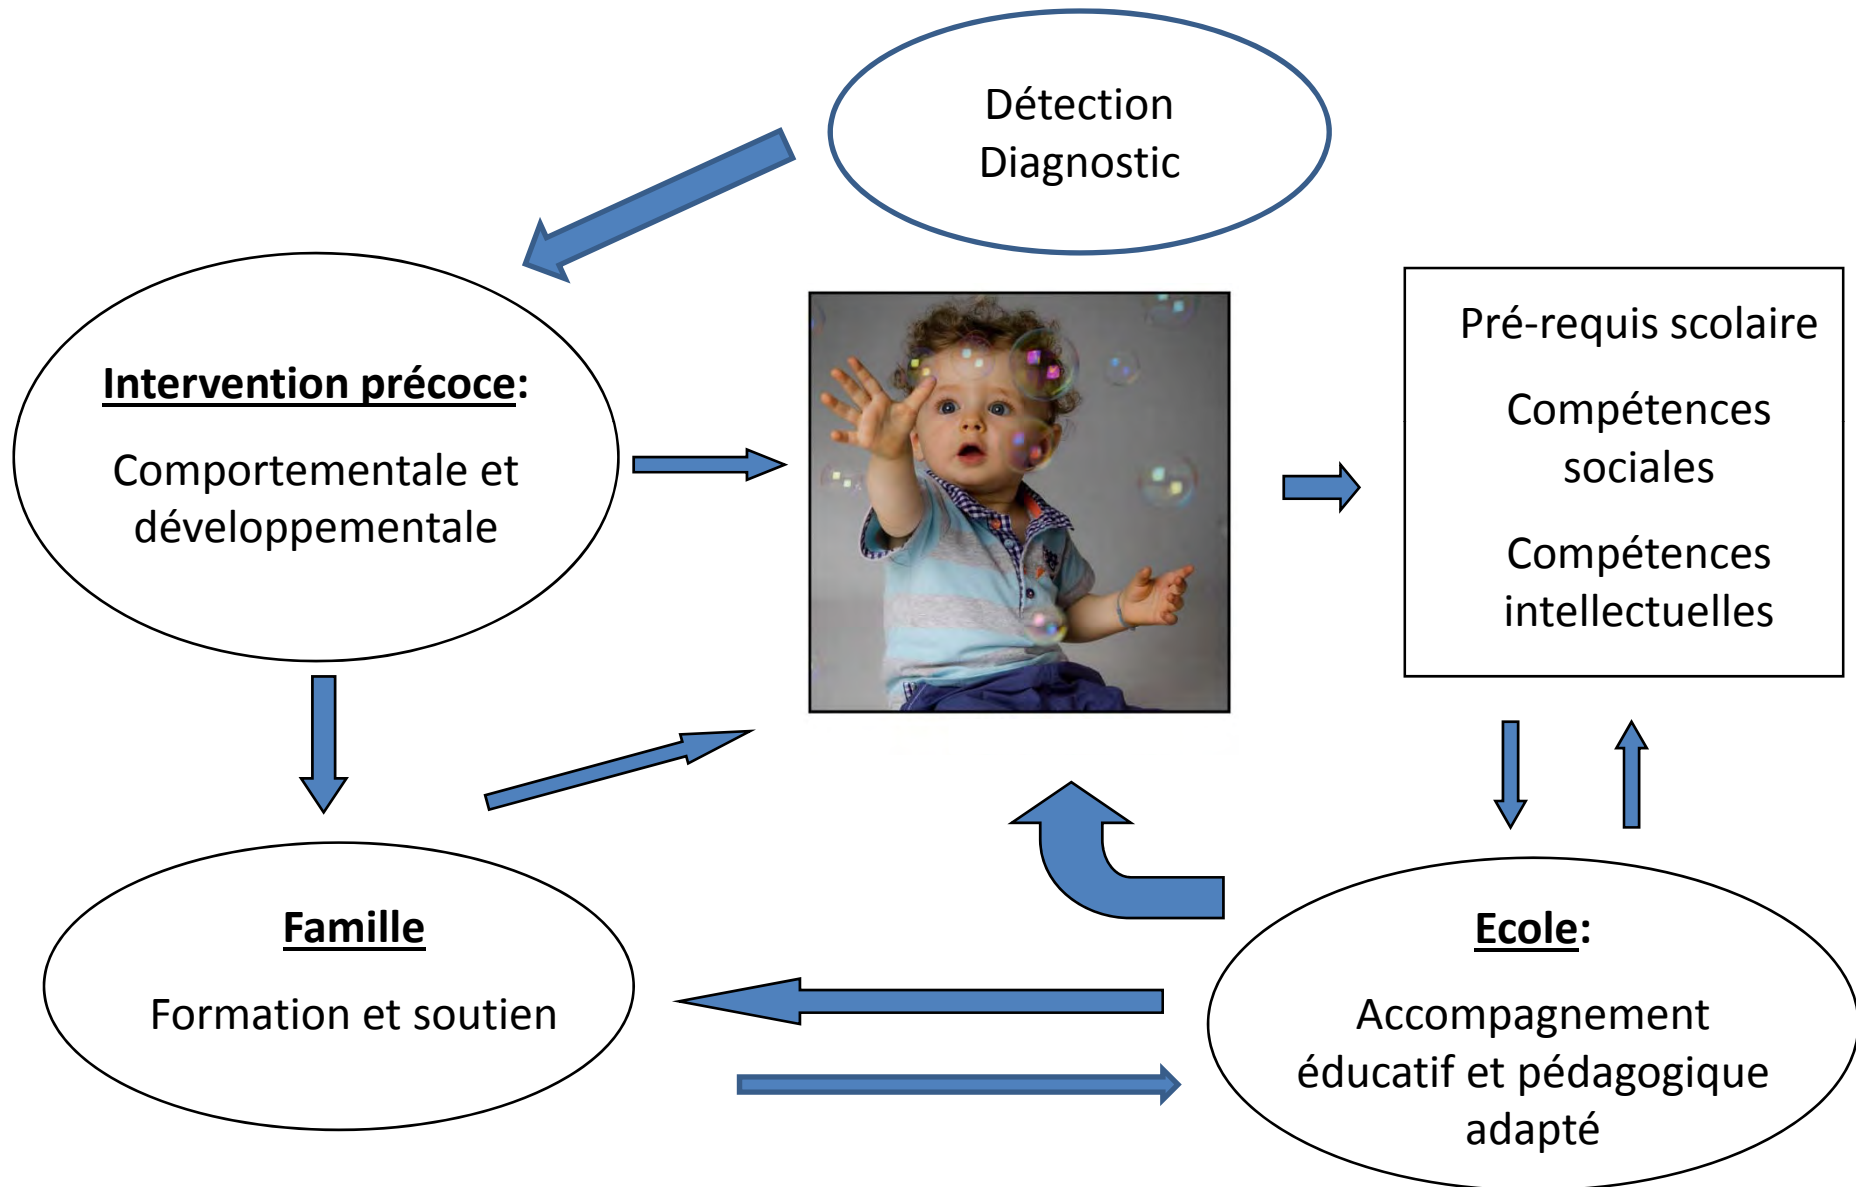 Détection
Diagnostic
Intervention précoce:
Comportementale et
développementale
Pré-requis scolaire
Compétences
sociales
Compétences
intellectuelles
Famille
Formation et soutien
Ecole:
Accompagnement
éducatif et pédagogique
adapté